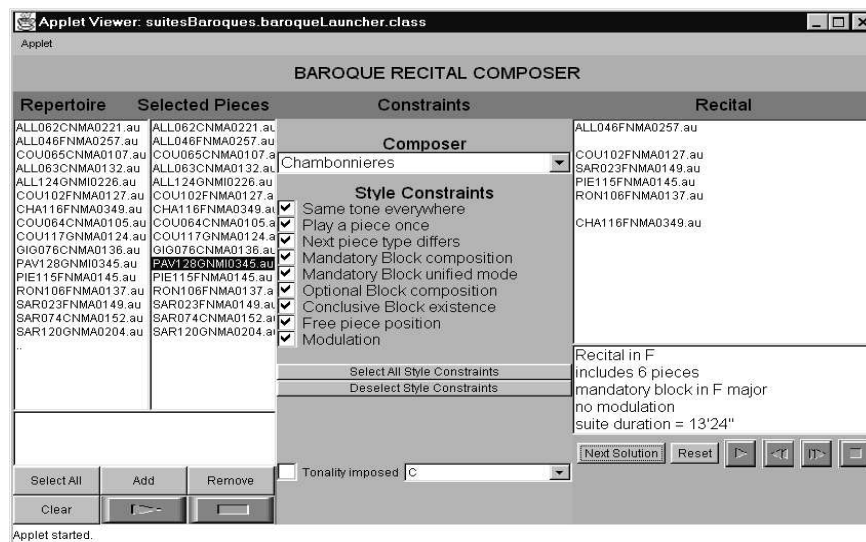 Applet Viewer: suitesBaroques.baroqueLauncher.class
Applet
BAROQUE RECITAL COMPOSER
Repertoire
Selected Pieces
Constraints
Recital
ALL062CNMA0221.au
ALL046FNMA0257.au
COU065CNMA0107.au
ALL063CNMA0132.au
ALL124GNMI0226.au
COU102FNMA0127.au
CHA116FNMA0349.au
COU064CNMA0105.au
COU117GNMA0124.au
GIG076CNMA0136.au
PAV128GNMI0345.au
PIE115FNMA0145.au
RON106FNMA0137.au
SAR023FNMA0149.au
SAR074CNMA0152.au
SAR120GNMA0204.au
..
ALL062CNMA0221.au
ALL046FNMA0257.au
COU065CNMA0107.a
ALL063CNMA0132.au
ALL124GNMI0226.au
COU102FNMA0127.a
CHA116FNMA0349.au
COU064CNMA0105.a
COU117GNMA0124.a
GIG076CNMA0136.au
PAV128GNMI0345.au
PIE115FNMA0145.au
RON106FNMA0137.a
SAR023FNMA0149.au
SAR074CNMA0152.au
SAR120GNMA0204.au
Composer
Chambonnieres
Style Constraints
Same tone everywhere
Play a piece once
Next piece type differs
Mandatory Block composition
Mandatory Block unified mode
Optional Block composition
Conclusive Block existence
Free piece position
Modulation
Select All Style Constraints
Deselect Style Constraints
Tonality imposed
C
ALL046FNMA0257.au
COU102FNMA0127.au
SAR023FNMA0149.au
PIE115FNMA0145.au
RON106FNMA0137.au
CHA116FNMA0349.au
Recital in F
includes 6 pieces
mandatory block in F major
no modulation
suite duration = 13'24"
Next Solution
Reset
Select All
Add
Remove
Clear
Applet started.